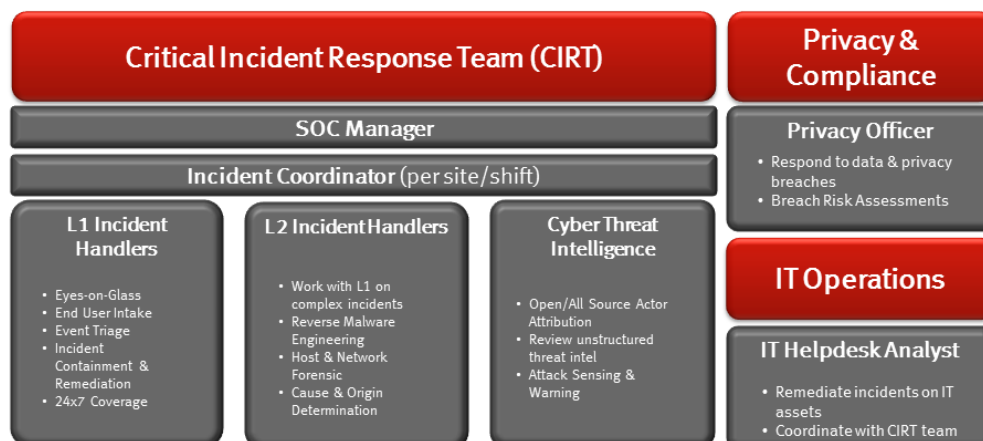 Critical Incident Response Team (CIRT)
SOC Manager
Incident Coordinator (per site/shift)
L1 Incident
Handlers
• Eyes-on-Glass
• End User Intake
• Event Triage
• Incident
Containment &
Remediation
• 24x7 Coverage
L2 Incident Handlers
• Work with L1 on
complex incidents
• Reverse Malware
Engineering
• Host & Network
Forensic
• Cause & Origin
Determination
Cyber Threat
Intelligence
• Open/All Source Actor
Attribution
• Review unstructured
threat intel
• Attack Sensing &
Warning
Privacy &
Compliance
Privacy Officer
• Respond to data & privacy
breaches
• Breach Risk Assessments
IT Operations
IT Helpdesk Analyst
• Remediate incidents on IT
assets
• Coordinate with CIRT team